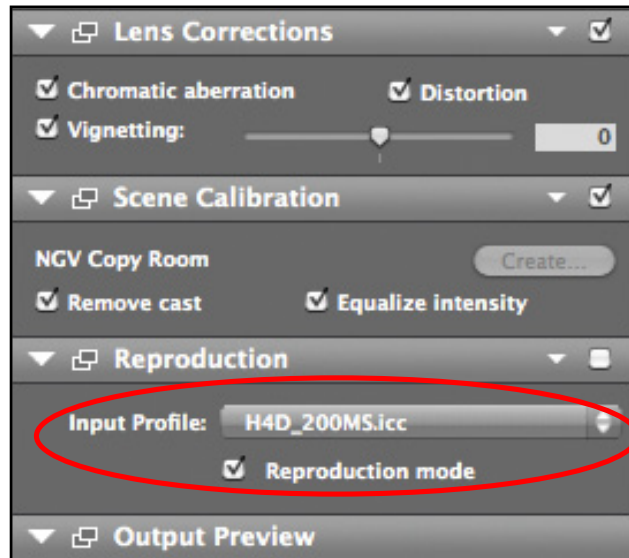 Lens Corrections
Chromatic aberration Distortion
Vignetting: 0
Scene Calibration
NGV Copy Room Create...
Remove cast Equalize intensity
Reproduction
Input Profile: H4D_200MS.icc
Reproduction mode
Output Preview